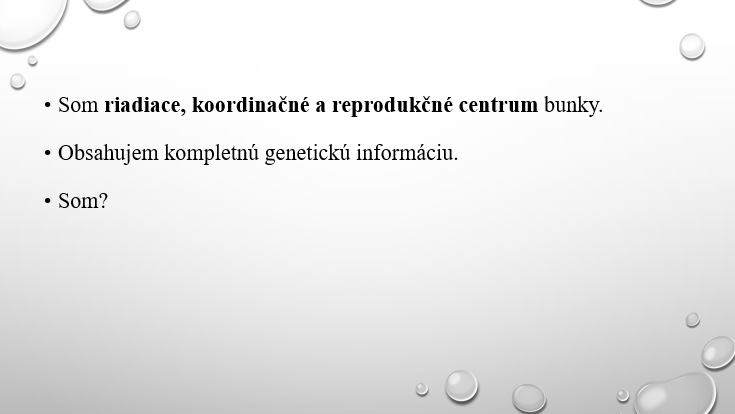 • Som riadiace, koordinačné a reprodukčné centrum bunky.
• Obsahujem kompletnú genetickú informáciu.
• Som?